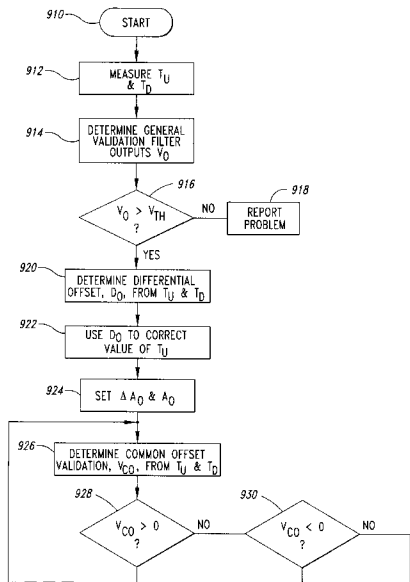 910
START
912
MEASURE T_U
& T_D
914
DETERMINE GENERAL
VALIDATION FILTER
OUTPUTS V_O
916
V_O > V_TH
?
NO
918
REPORT
PROBLEM
YES
920
DETERMINE DIFFERENTIAL
OFFSET, D_O, FROM T_U & T_D
922
USE D_O TO CORRECT
VALUE OF T_U
924
SET Δ A_O & A_O
926
DETERMINE COMMON OFFSET
VALIDATION, V_CO, FROM T_U & T_D
928
V_CO > 0
?
NO
930
V_CO < 0
?
NO